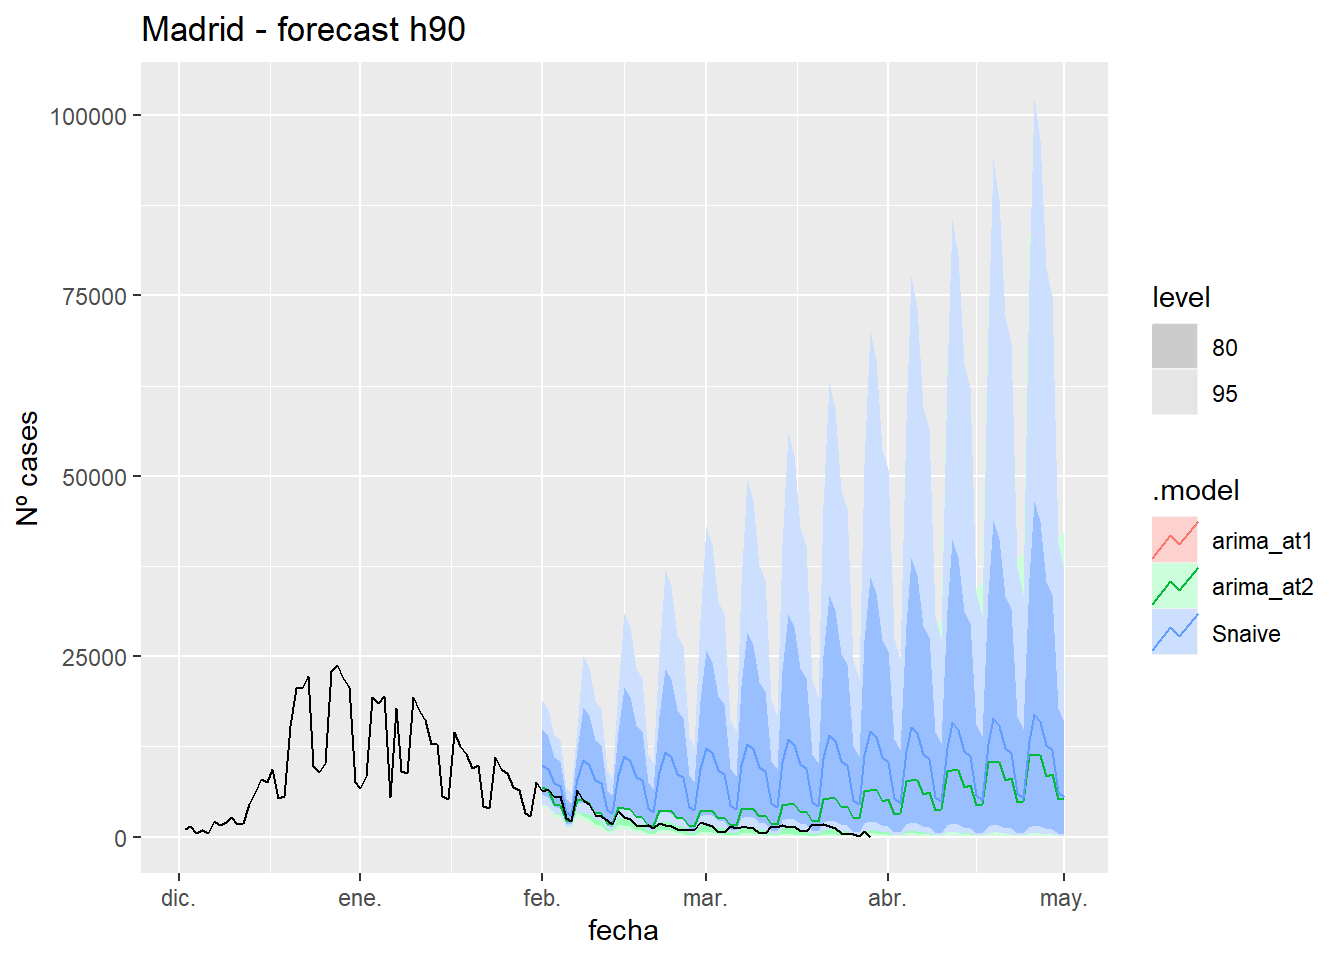 Madrid - forecast h90
100000
75000
50000
25000
0
Nº cases
dic.
ene.
feb.
mar.
abr.
may.
fecha
level
80
95
.model
arima_at1
arima_at2
Snaive